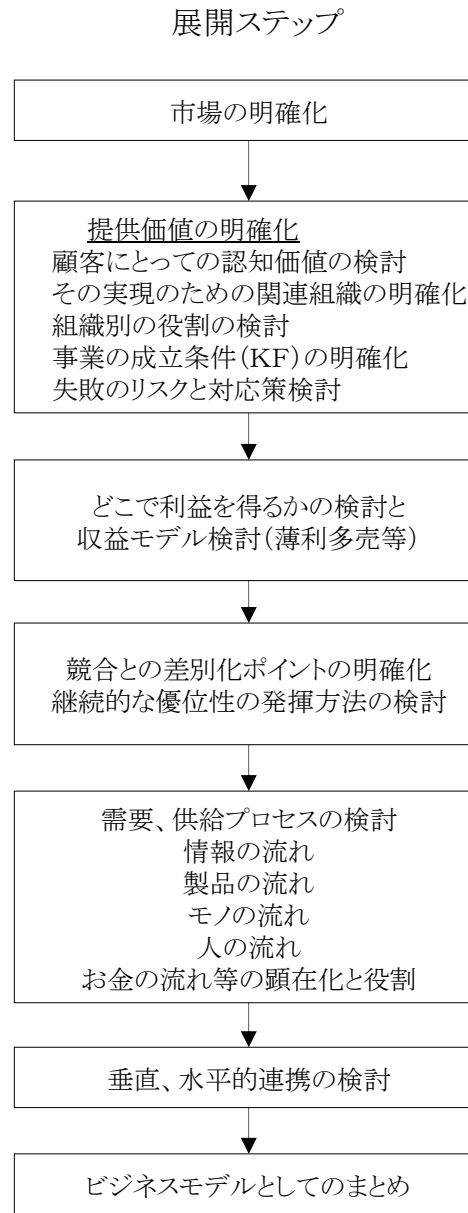 展開ステップ
市場の明確化
提供価値の明確化
顧客にとっての認知価値の検討
その実現のための関連組織の明確化
組織別の役割の検討
事業の成立条件(KF)の明確化
失敗のリスクと対応策検討
どこで利益を得るかの検討と
収益モデル検討(薄利多売等)
競合との差別化ポイントの明確化
継続的な優位性の発揮方法の検討
需要、供給プロセスの検討
情報の流れ
製品の流れ
モノの流れ
人の流れ
お金の流れ等の顕在化と役割
垂直、水平的連携の検討
ビジネスモデルとしてのまとめ